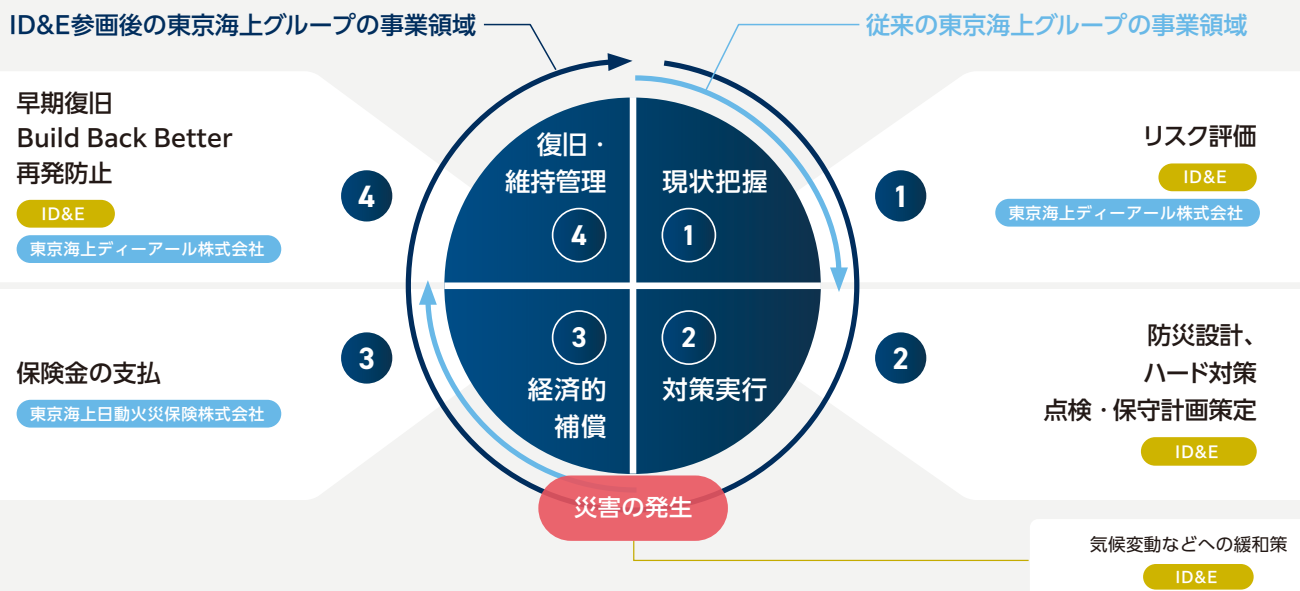 ID&E参画後の東京海上グループの事業領域
従来の東京海上グループの事業領域
早期復旧
Build Back Better
再発防止
ID&E
東京海上ディーアール株式会社
4
復旧・
維持管理
4
現状把握
1
1
リスク評価
ID&E
東京海上ディーアール株式会社
保険金の支払
東京海上日動火災保険株式会社
3
3
経済的
補償
2
対策実行
2
防災設計、
ハード対策
点検・保守計画策定
ID&E
災害の発生
気候変動などへの緩和策
ID&E